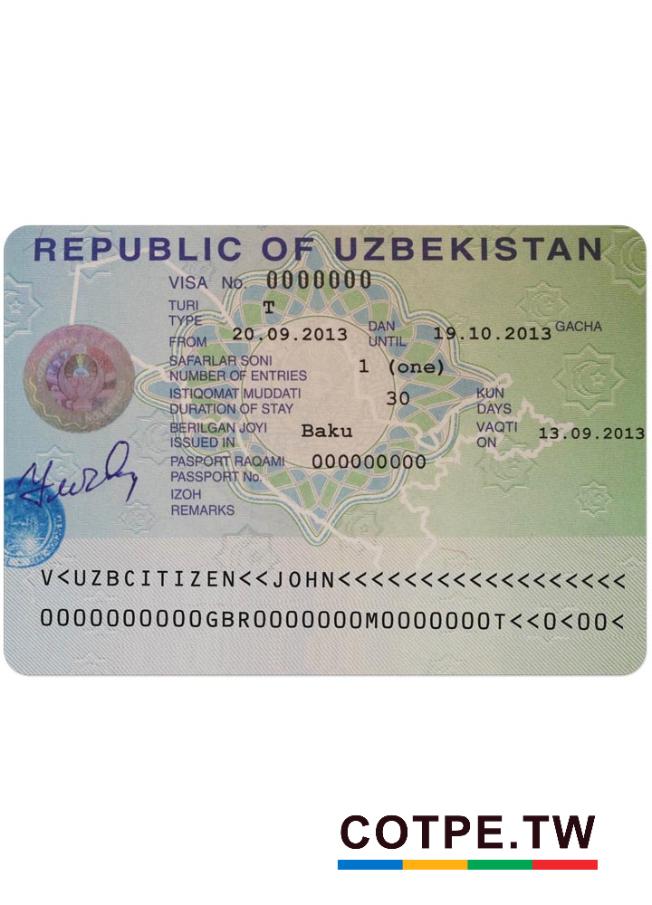 REPUBLIC OF UZBEKISTAN
VISA No. 0000000
TURI
TYPE T
FROM 20.09.2013 DAN
UNTIL 19.10.2013 GACHA
SAFARLAR SONI
NUMBER OF ENTRIES 1 (one)
ISTIQOMAT MUDDATI
DURATION OF STAY 30 KUN
DAYS
BERILGAN JOYI
ISSUED IN Baku VAQTI
ON 13.09.2013
PASPORT RAQAMI
PASSPORT No. 000000000
IZOH
REMARKS
V<UZBCITIZEN<<JOHN<<<<<<<<<<<<<<<<<<
0000000000GBR0000000M0000000T<<0<00<
COTPE.TW